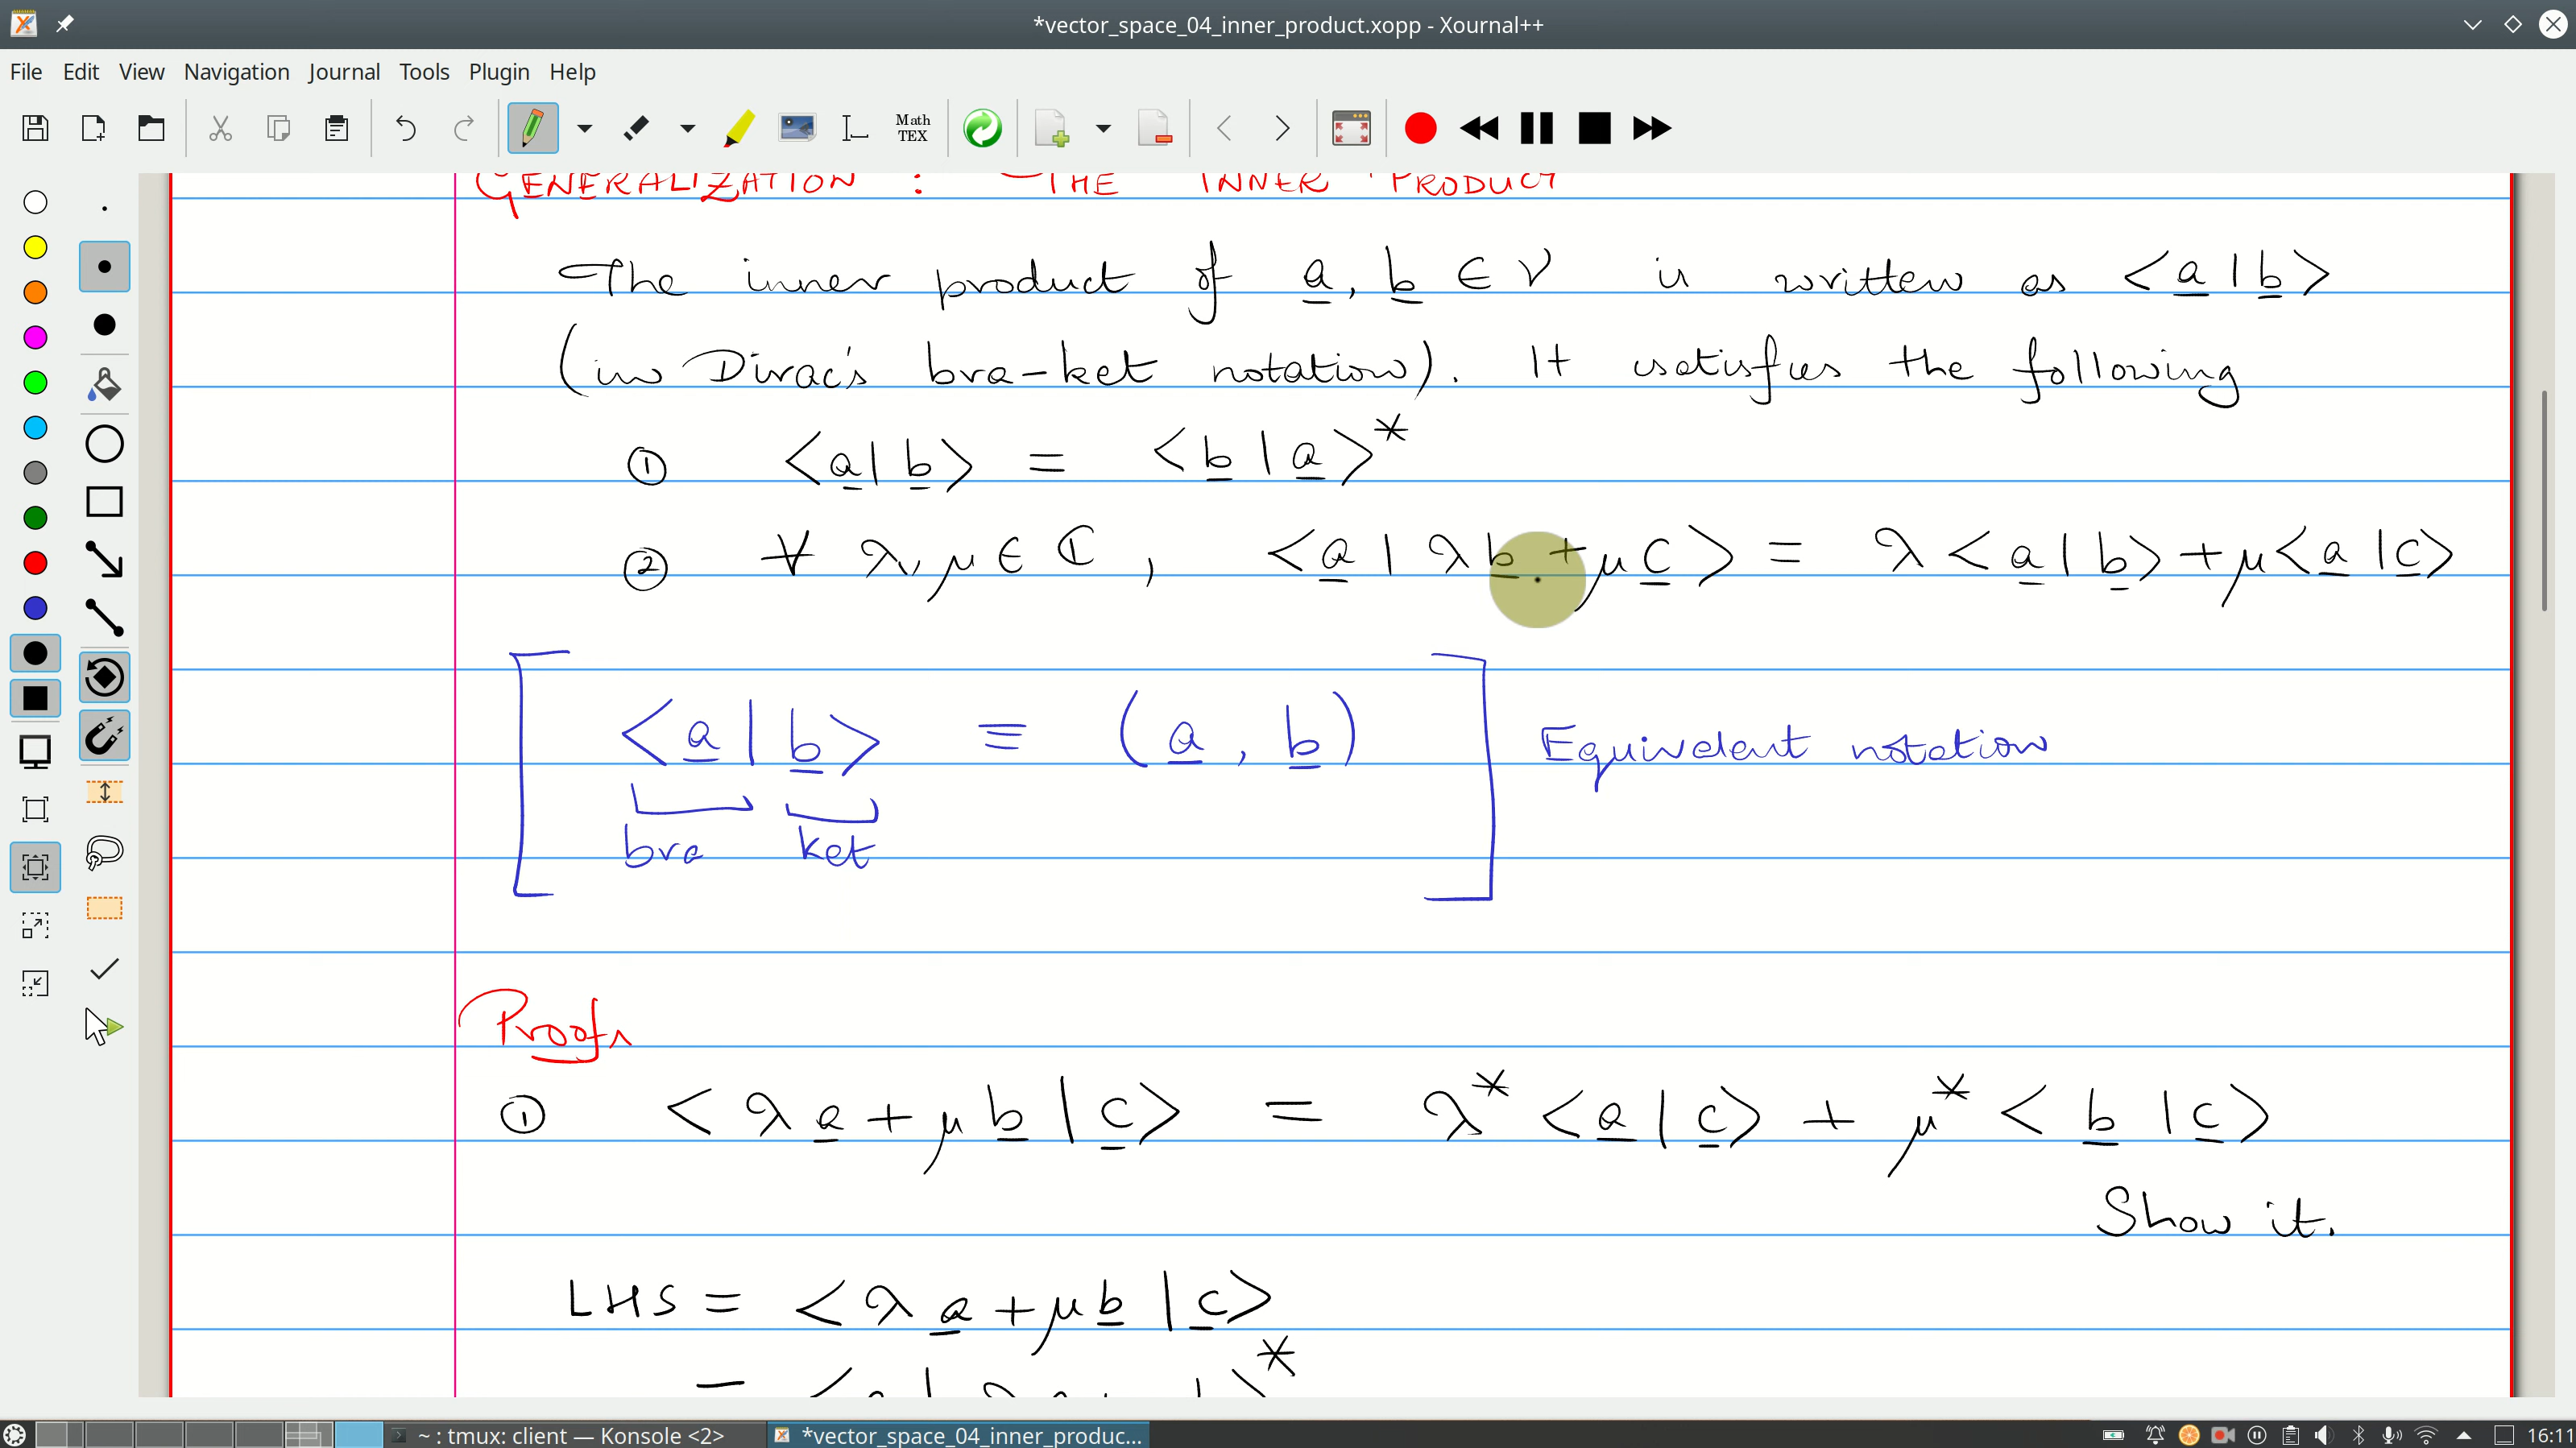 *vector_space_04_inner_product.xopp - Xournal++
File Edit View Navigation Journal Tools Plugin Help
Math
TEX
GENERALIZATION : THE INNER PRODUCT
The inner product of a, b ∈ V is written as <a|b>
(in Dirac's bra-ket notation). It satisfies the following
① <a|b> = <b|a>*
② ∀ λ, μ ∈ ℂ, <a|λb + μc> = λ<a|b> + μ<a|c>
[ <a|b> ≡ (a, b) ] Equivalent notation
bra ket
Proofs
① <λa + μb|c> = λ*<a|c> + μ*<b|c>
Show it.
LHS = <λa + μb|c>
~ : tmux: client — Konsole <2> *vector_space_04_inner_produc... 16:11